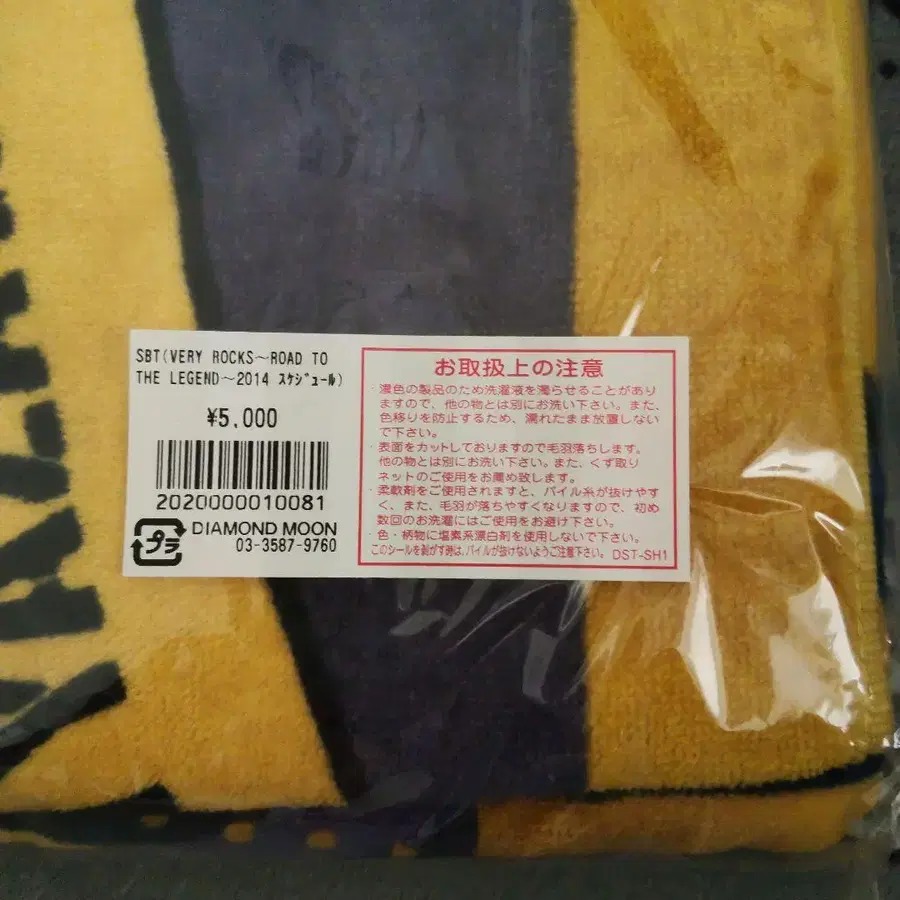 SBT(VERY ROCKS～ROAD TO
THE LEGEND～2014 ｽｹｼﾞｭｰﾙ)
¥5,000
2020000010081
プラ
DIAMOND MOON
03-3587-9760
お取扱上の注意
・濃色の製品のため洗濯液を濁らせることがあり
ますので、他の物とは別にお洗い下さい。また、
色移りを防止するため、濡れたまま放置しない
で下さい。
・表面をカットしておりますので毛羽落ちします。
他の物とは別にお洗い下さい。また、くず取り
ネットのご使用をお薦め致します。
・柔軟剤をご使用されますと、パイル糸が抜けやす
く、また、毛羽が落ちやすくなりますので、初め
数回のお洗濯にはご使用をお避け下さい。
・色・柄物に塩素系漂白剤を使用しないで下さい。
このシールを剥がす時は、パイルが抜けないようご注意下さい。 DST-SH1